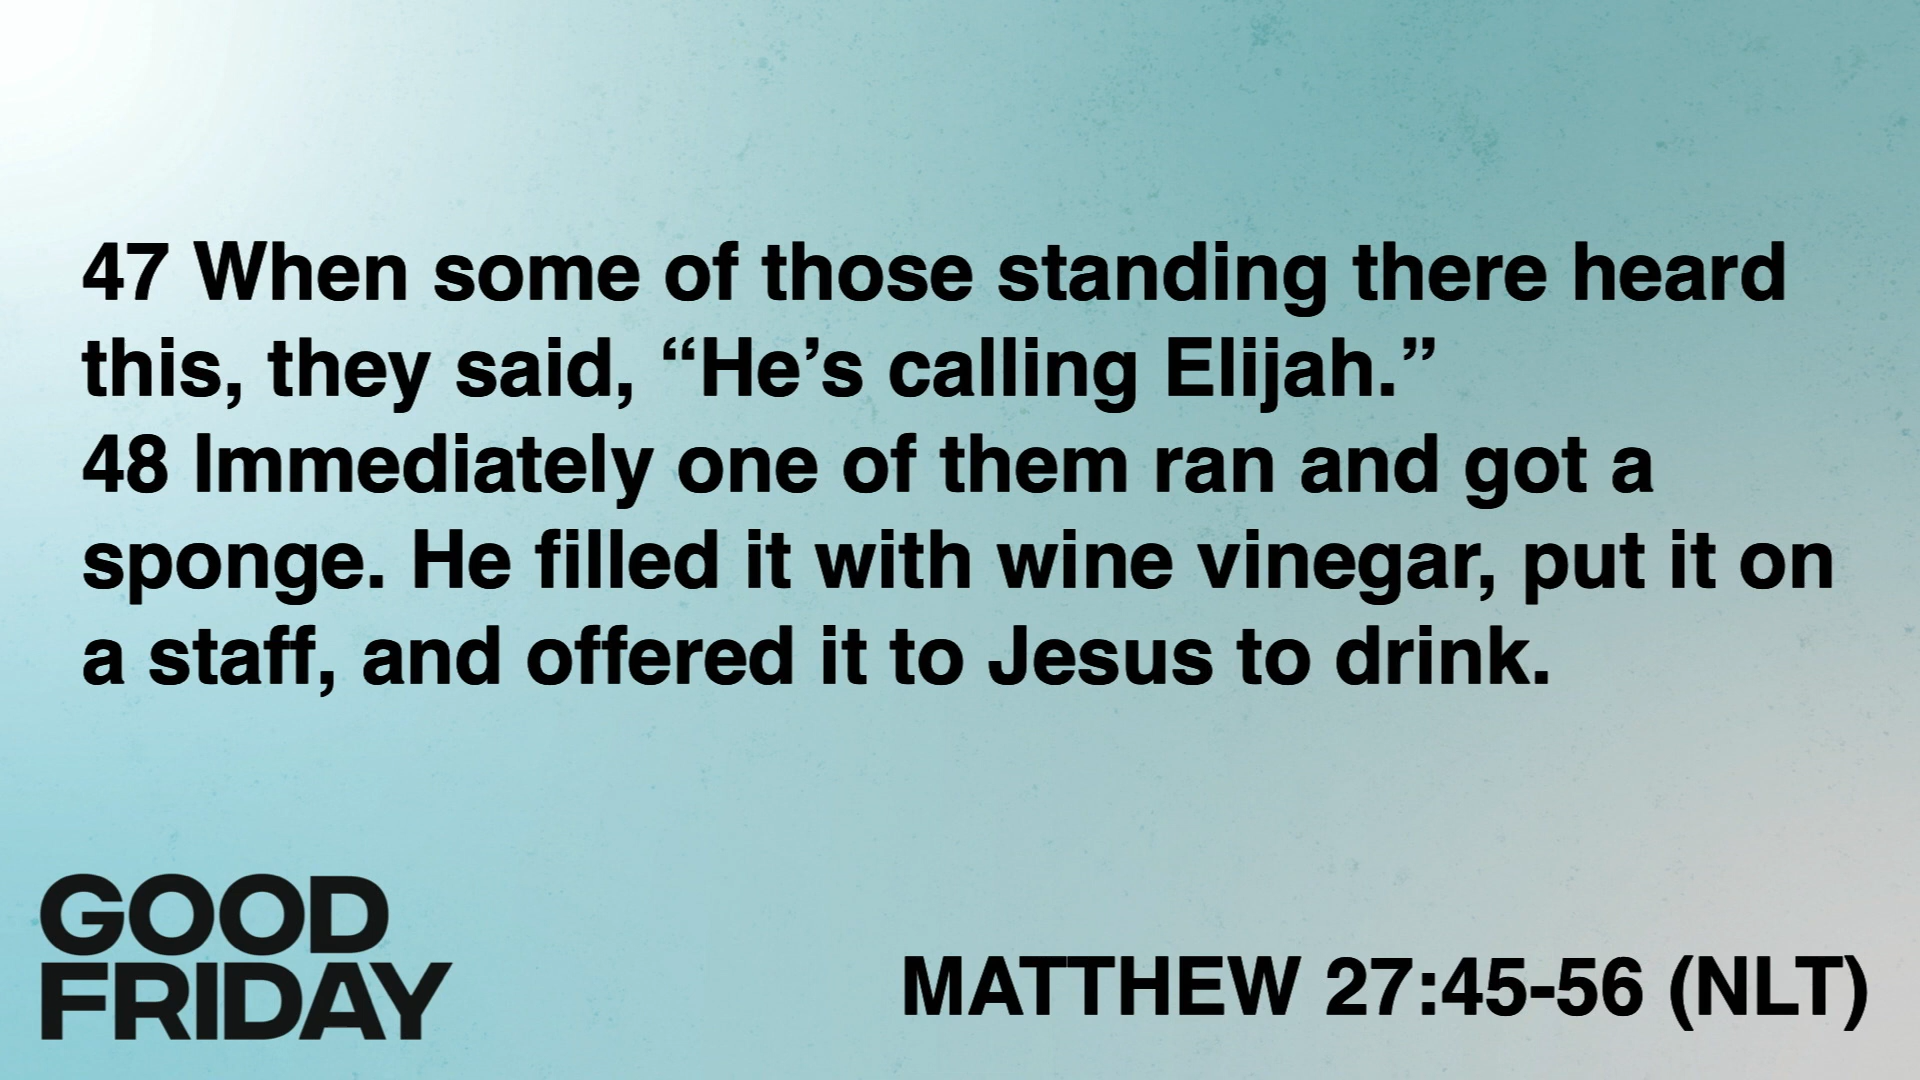 47 When some of those standing there heard
this, they said, “He’s calling Elijah.”
48 Immediately one of them ran and got a
sponge. He filled it with wine vinegar, put it on
a staff, and offered it to Jesus to drink.
GOOD
FRIDAY
MATTHEW 27:45-56 (NLT)